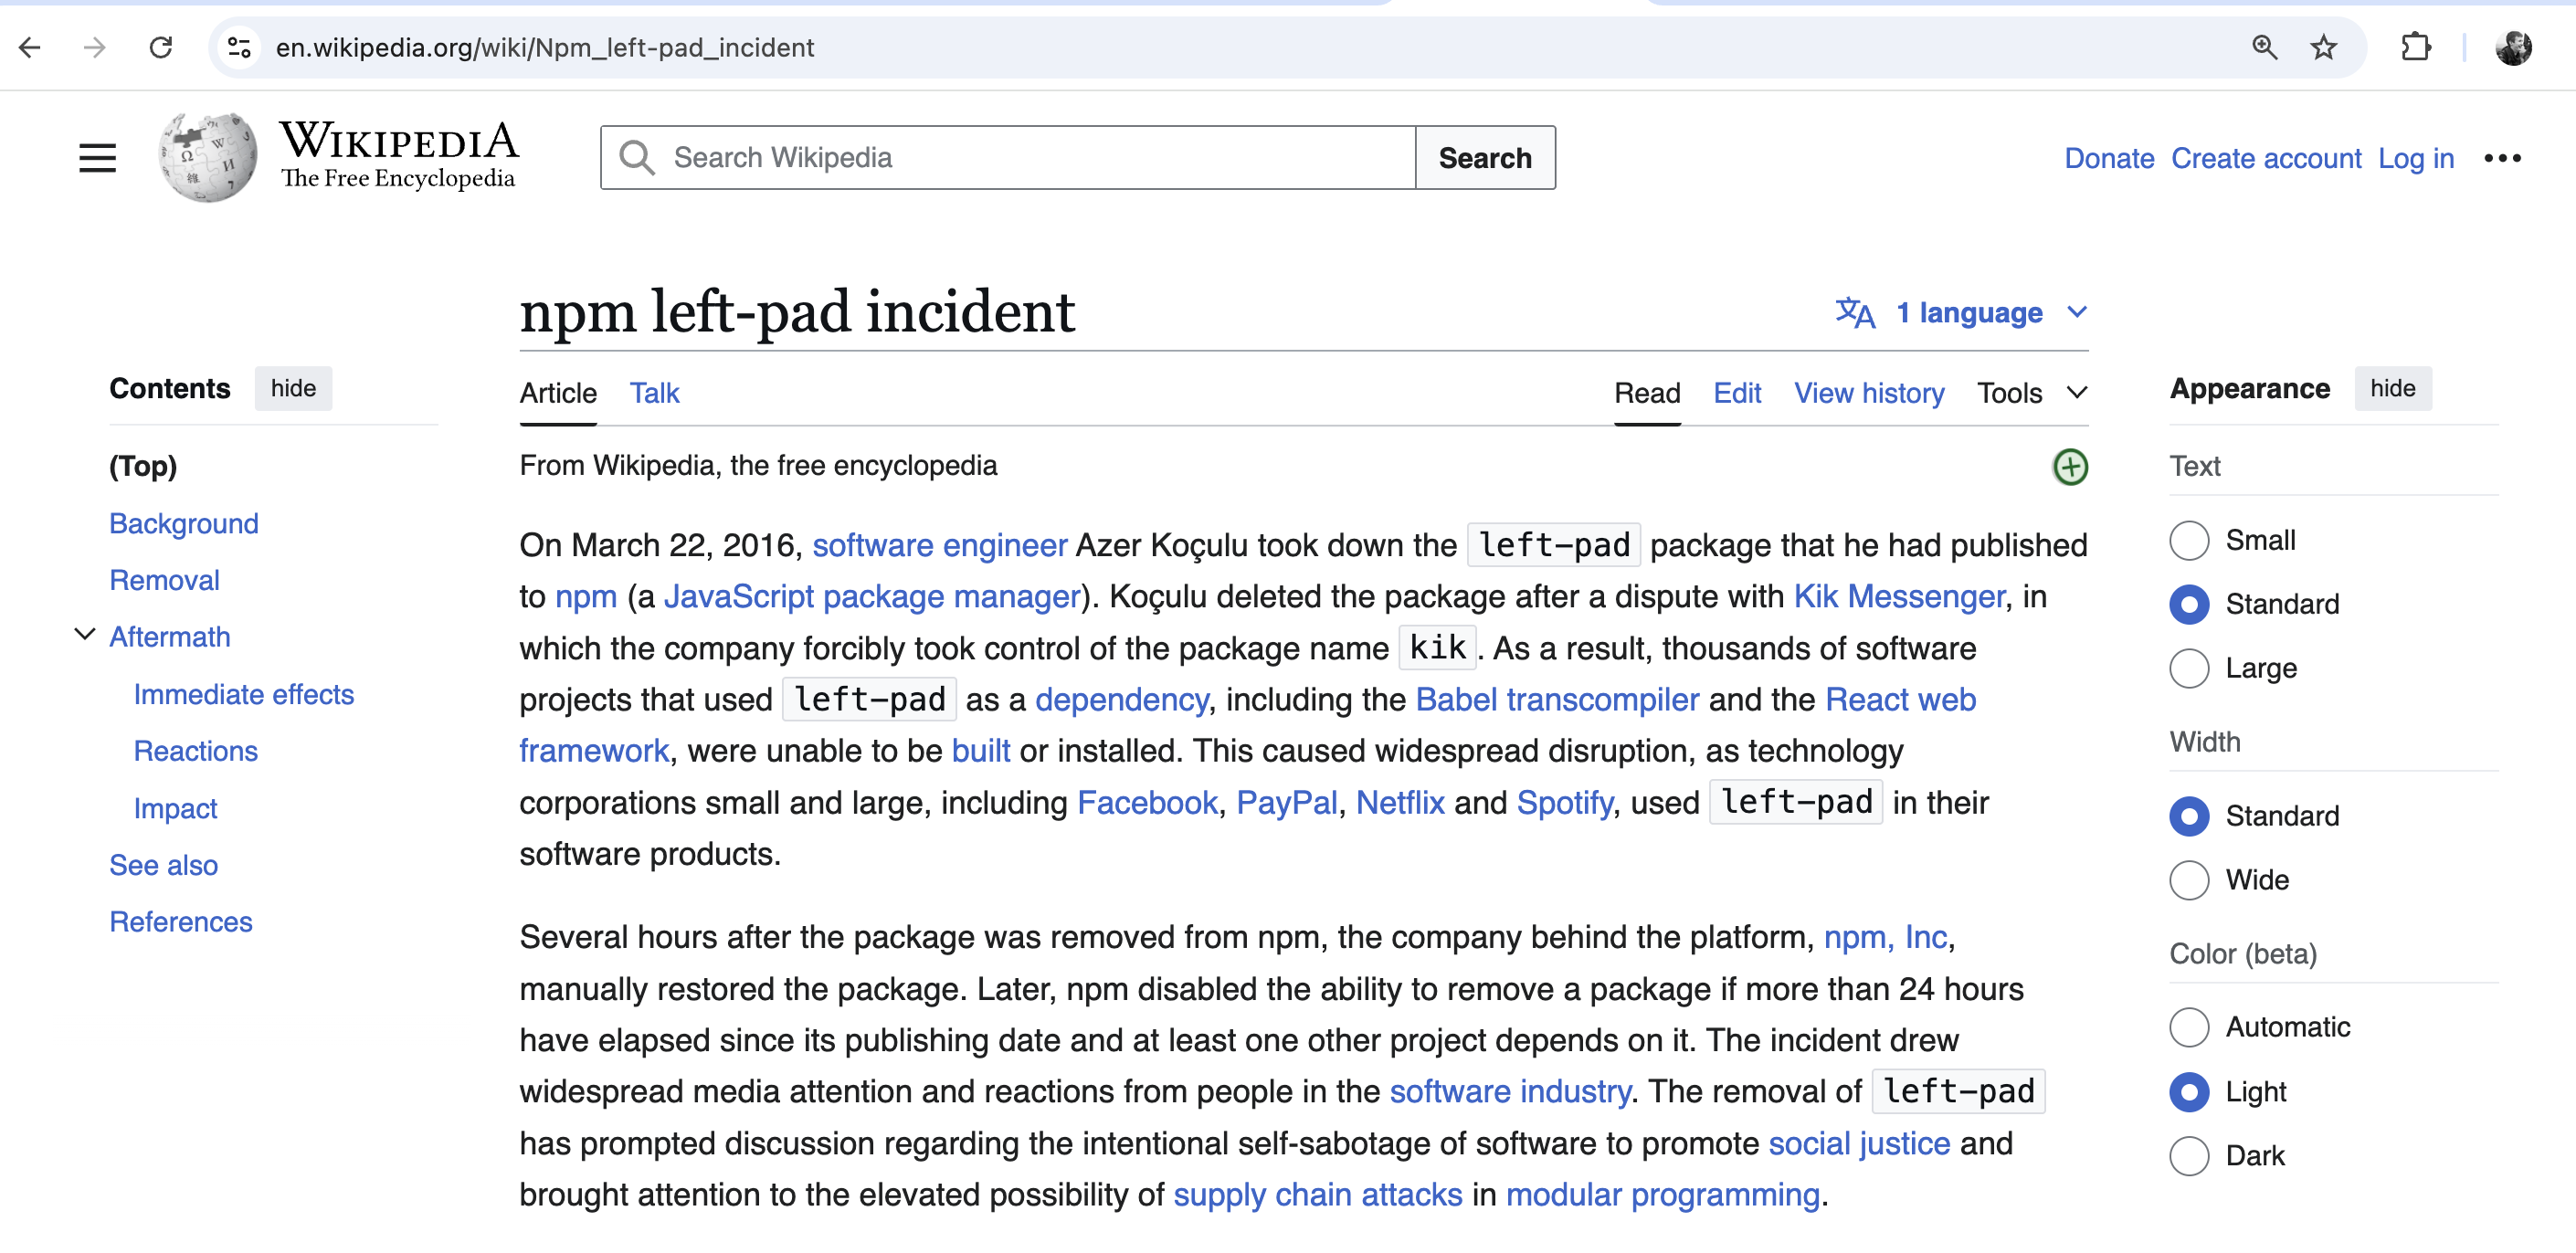 en.wikipedia.org/wiki/Npm_left-pad_incident
WIKIPEDIA
The Free Encyclopedia
Search Wikipedia
Search
Donate Create account Log in
npm left-pad incident
1 language
Contents hide
(Top)
Background
Removal
Aftermath
Immediate effects
Reactions
Impact
See also
References
Article Talk
Read Edit View history Tools
From Wikipedia, the free encyclopedia
On March 22, 2016, software engineer Azer Koçulu took down the left-pad package that he had published
to npm (a JavaScript package manager). Koçulu deleted the package after a dispute with Kik Messenger, in
which the company forcibly took control of the package name kik. As a result, thousands of software
projects that used left-pad as a dependency, including the Babel transcompiler and the React web
framework, were unable to be built or installed. This caused widespread disruption, as technology
corporations small and large, including Facebook, PayPal, Netflix and Spotify, used left-pad in their
software products.
Several hours after the package was removed from npm, the company behind the platform, npm, Inc,
manually restored the package. Later, npm disabled the ability to remove a package if more than 24 hours
have elapsed since its publishing date and at least one other project depends on it. The incident drew
widespread media attention and reactions from people in the software industry. The removal of left-pad
has prompted discussion regarding the intentional self-sabotage of software to promote social justice and
brought attention to the elevated possibility of supply chain attacks in modular programming.
Appearance hide
Text
Small
Standard
Large
Width
Standard
Wide
Color (beta)
Automatic
Light
Dark